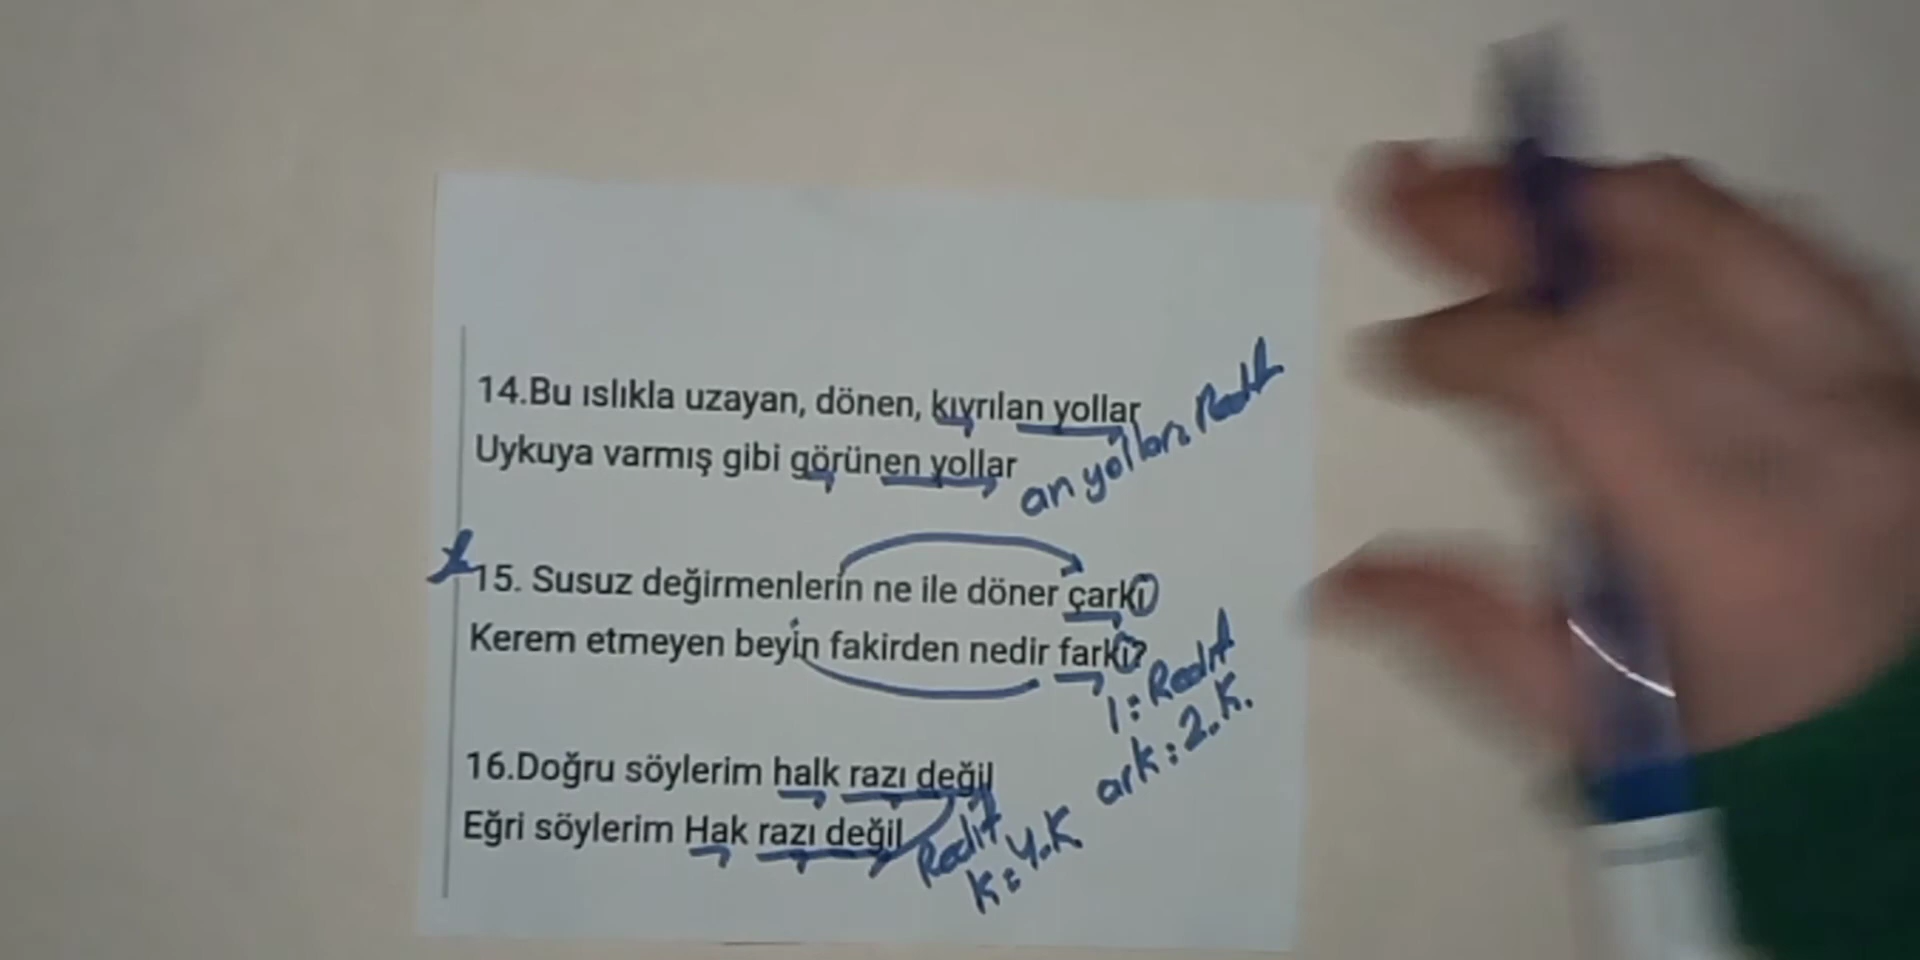 14.Bu ıslıkla uzayan, dönen, kıyrılan yollar
Uykuya varmış gibi görünen yollar
an yollar: Redif
15. Susuz değirmenlerin ne ile döner çarkı
Kerem etmeyen beyin fakirden nedir farkı?
ı: Redif
ark: 2. K.
16.Doğru söylerim halk razı değil
Eğri söylerim Hak razı değil
Redif
k: Y.K